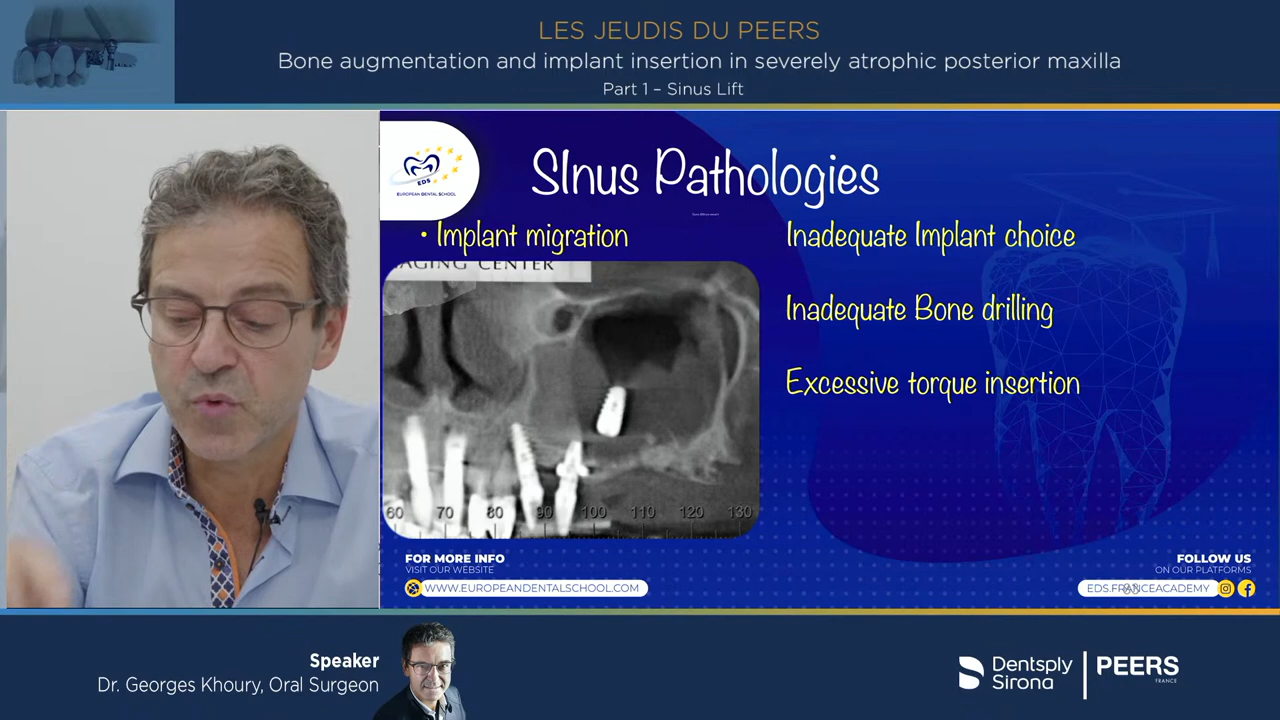 LES JEUDIS DU PEERS
Bone augmentation and implant insertion in severely atrophic posterior maxilla
Part 1 – Sinus Lift
EDS
EUROPEAN DENTAL SCHOOL
SInus Pathologies
• Implant migration
Inadequate Implant choice
Inadequate Bone drilling
Excessive torque insertion
AGING CENTER
60 70 80 90 100 110 120 130
FOR MORE INFO
VISIT OUR WEBSITE
WWW.EUROPEANDENTALSCHOOL.COM
FOLLOW US
ON OUR PLATFORMS
EDS.FRANCEACADEMY
Speaker
Dr. Georges Khoury, Oral Surgeon
Dentsply
Sirona
PEERS
FRANCE